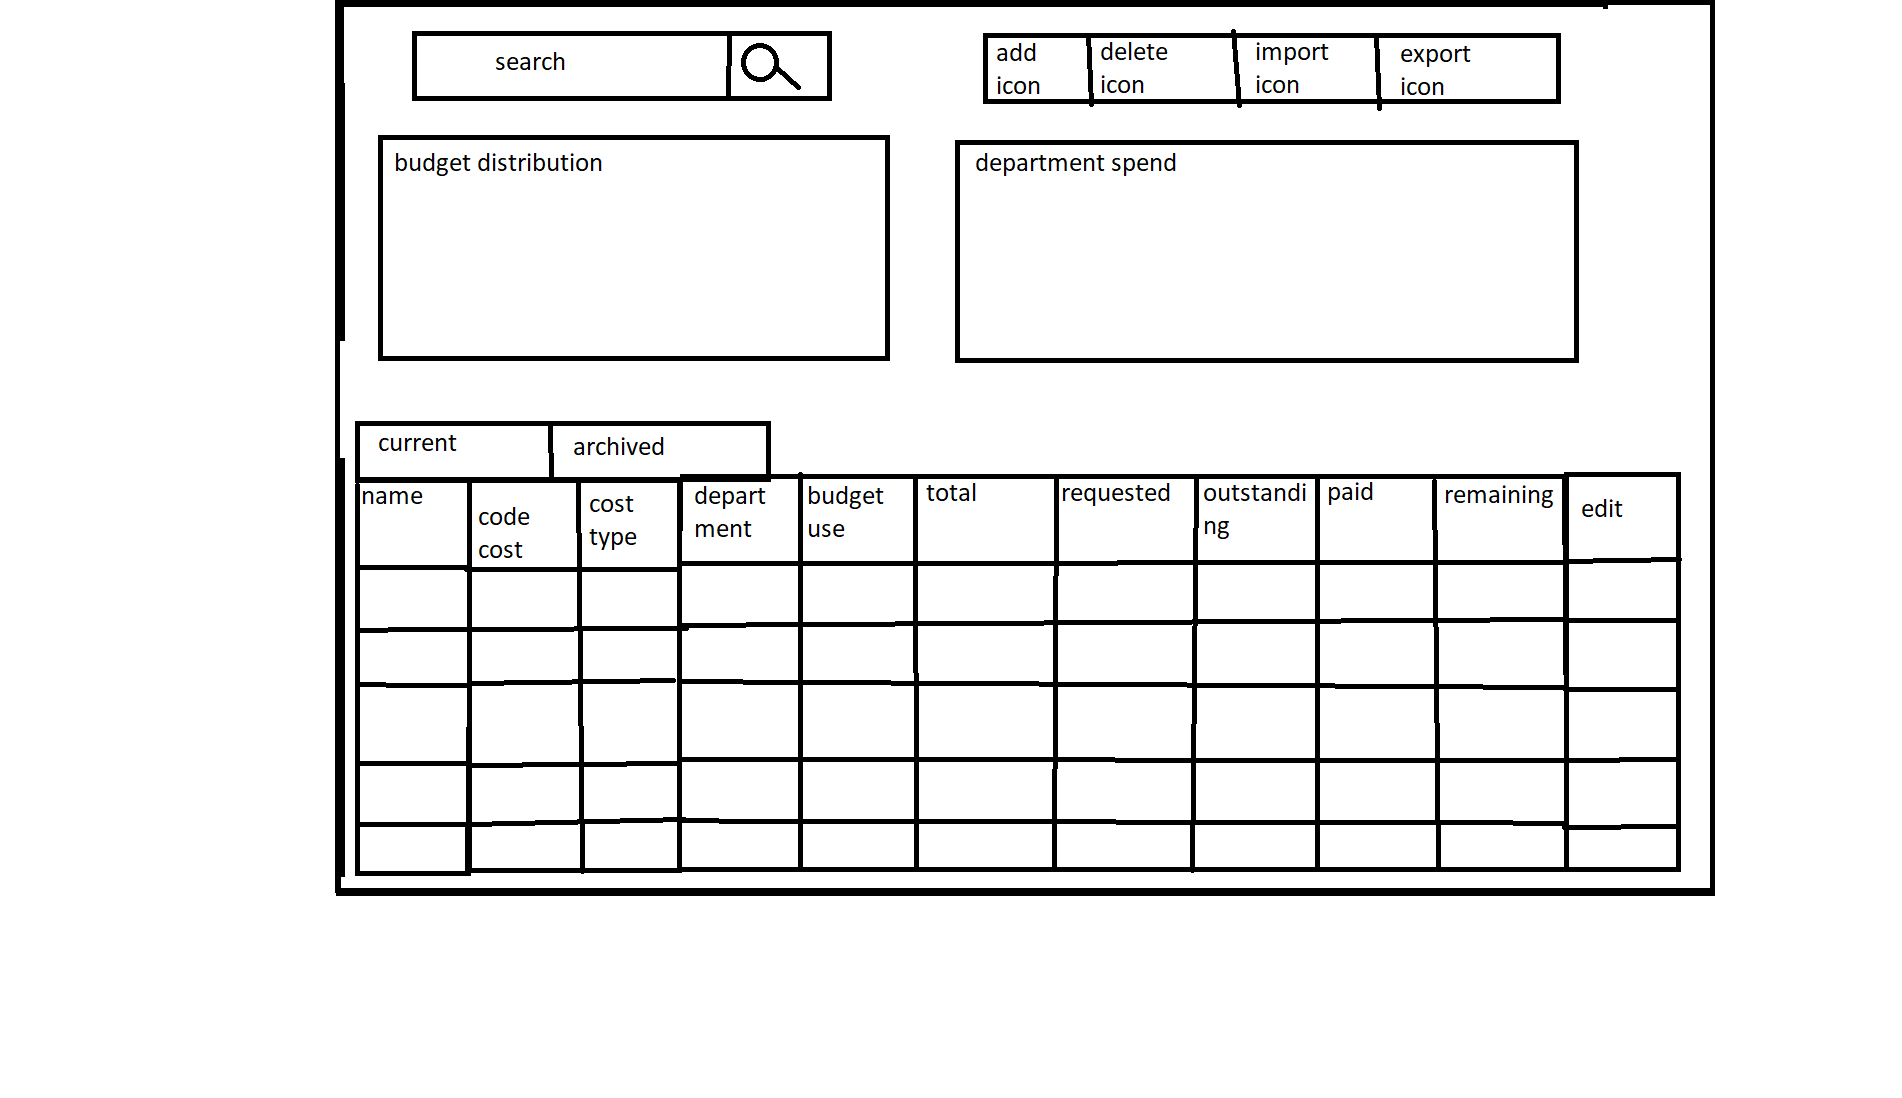 search
add
icon
delete
icon
import
icon
export
icon
budget distribution
department spend
current
archived
name
code
cost
cost
type
depart
ment
budget
use
total
requested
outstandi
ng
paid
remaining
edit